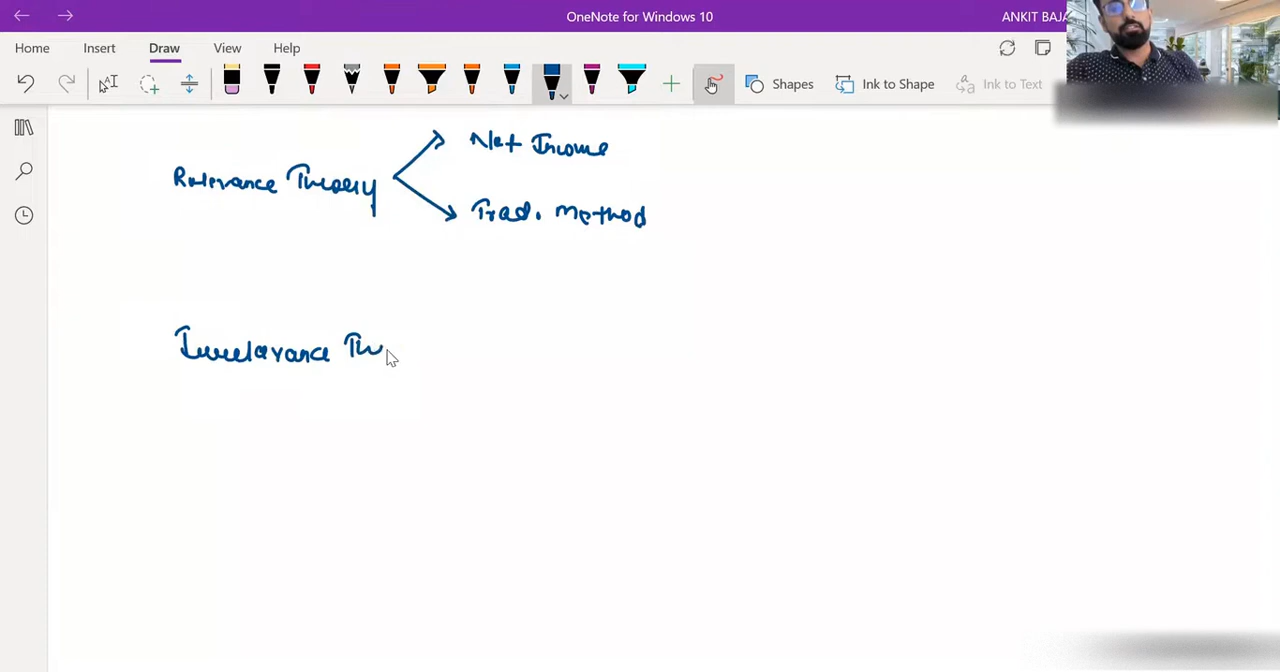 OneNote for Windows 10
ANKIT BAJA
Home Insert Draw View Help
Shapes Ink to Shape Ink to Text
Net Income
Relevance Theory
Trad. Method
Irrelevance Th